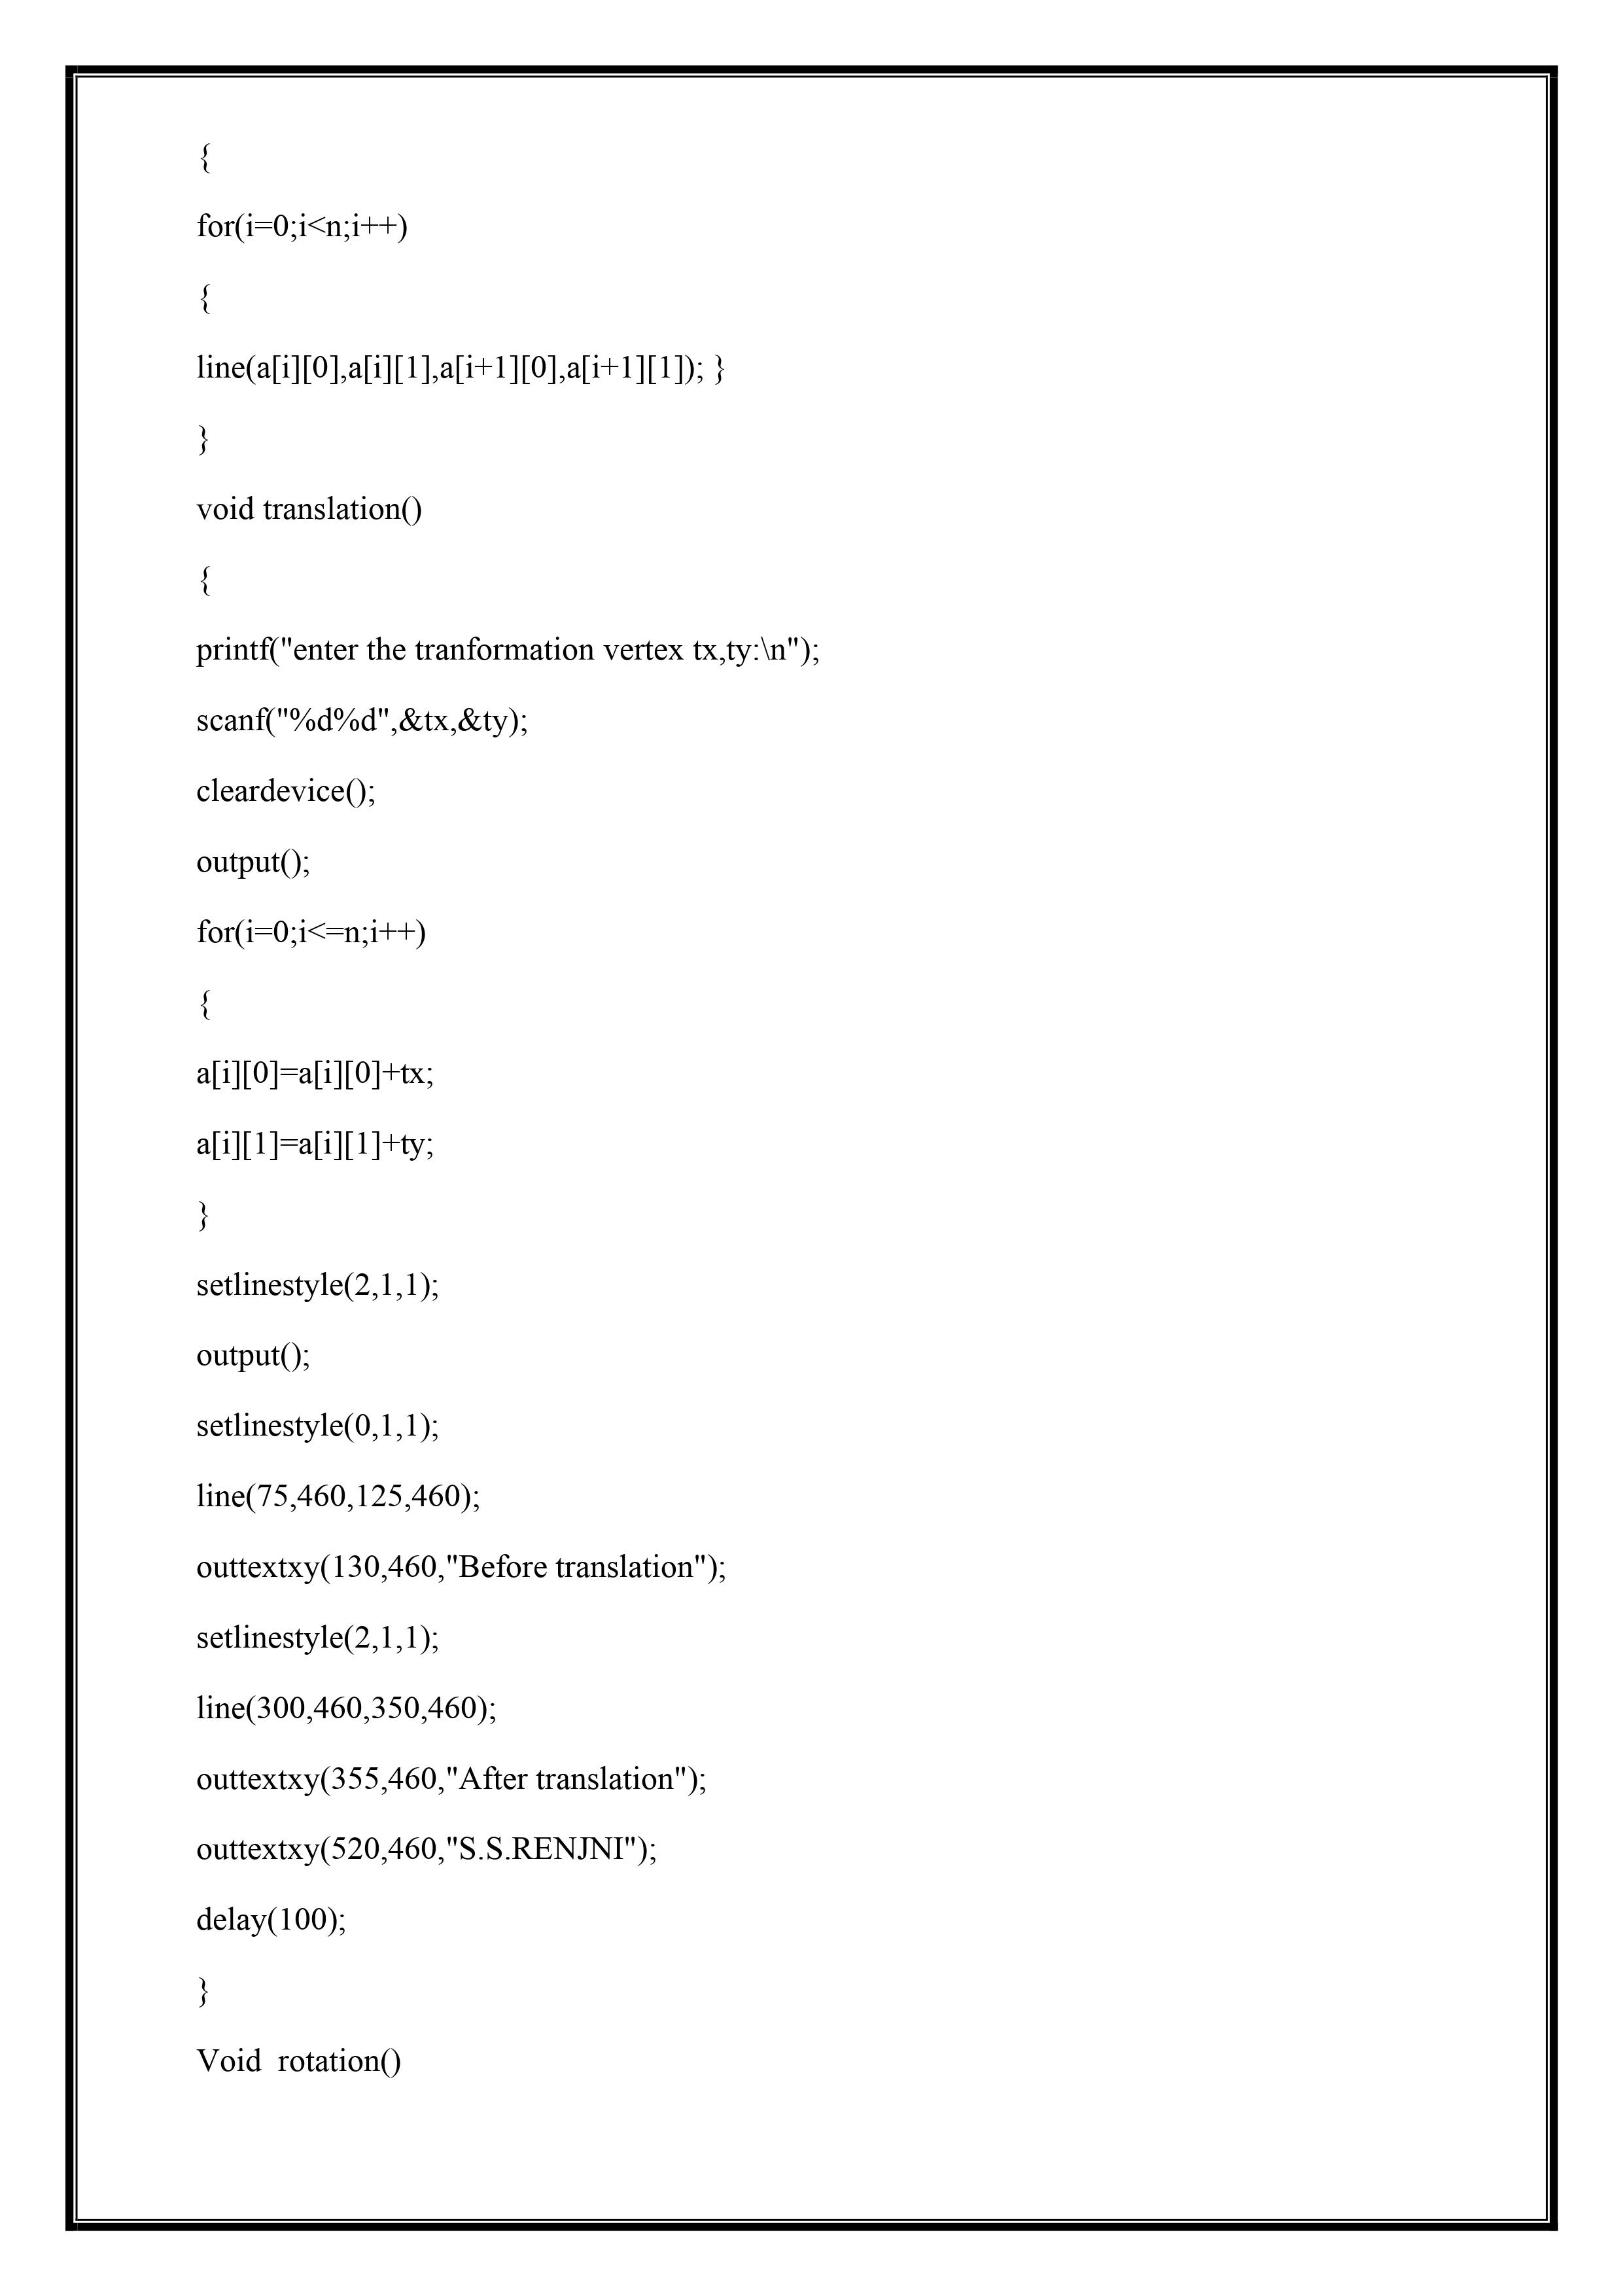 {
for(i=0;i<n;i++)
{
line(a[i][0],a[i][1],a[i+1][0],a[i+1][1]); }
}
void translation()
{
printf("enter the tranformation vertex tx,ty:\n");
scanf("%d%d",&tx,&ty);
cleardevice();
output();
for(i=0;i<=n;i++)
{
a[i][0]=a[i][0]+tx;
a[i][1]=a[i][1]+ty;
}
setlinestyle(2,1,1);
output();
setlinestyle(0,1,1);
line(75,460,125,460);
outtextxy(130,460,"Before translation");
setlinestyle(2,1,1);
line(300,460,350,460);
outtextxy(355,460,"After translation");
outtextxy(520,460,"S.S.RENJNI");
delay(100);
}
Void  rotation()